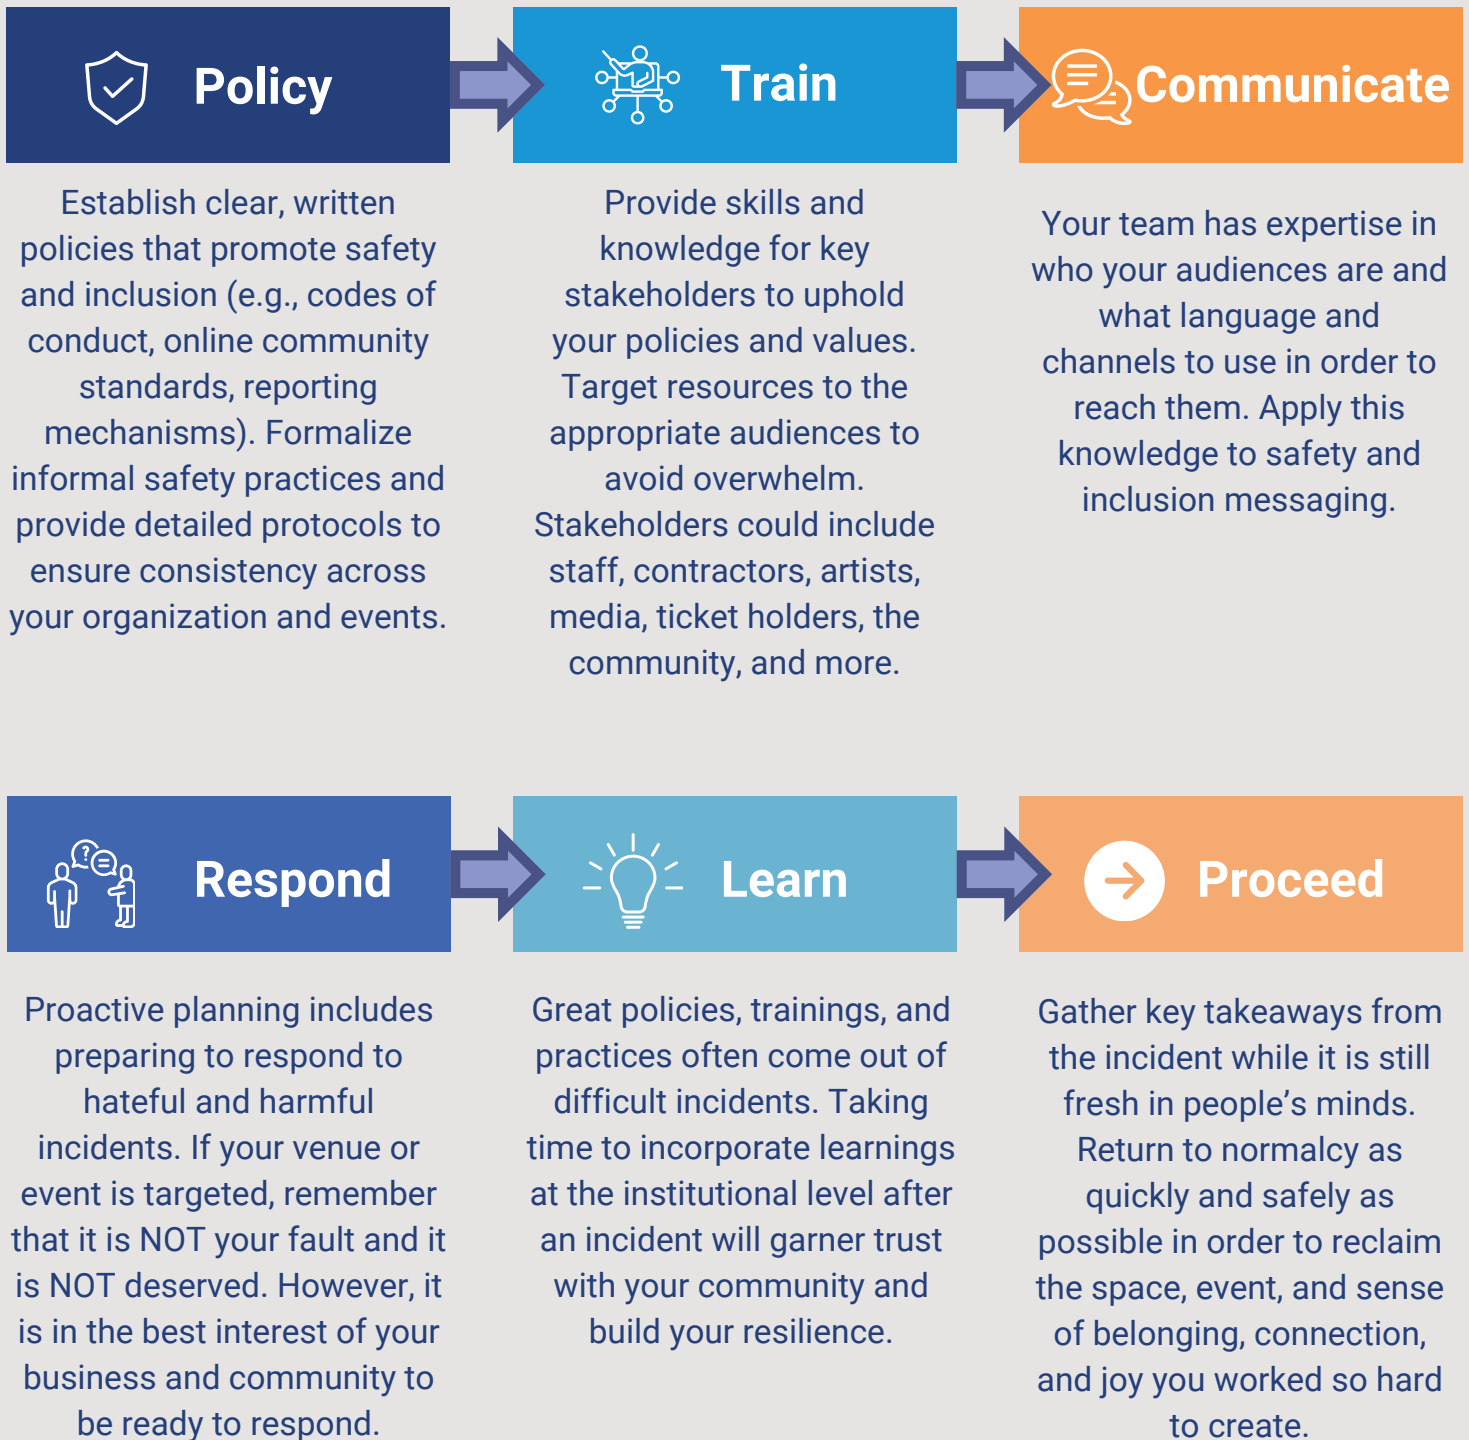 Policy
Establish clear, written
policies that promote safety
and inclusion (e.g., codes of
conduct, online community
standards, reporting
mechanisms). Formalize
informal safety practices and
provide detailed protocols to
ensure consistency across
your organization and events.
Train
Provide skills and
knowledge for key
stakeholders to uphold
your policies and values.
Target resources to the
appropriate audiences to
avoid overwhelm.
Stakeholders could include
staff, contractors, artists,
media, ticket holders, the
community, and more.
Communicate
Your team has expertise in
who your audiences are and
what language and
channels to use in order to
reach them. Apply this
knowledge to safety and
inclusion messaging.
Respond
Proactive planning includes
preparing to respond to
hateful and harmful
incidents. If your venue or
event is targeted, remember
that it is NOT your fault and it
is NOT deserved. However, it
is in the best interest of your
business and community to
be ready to respond.
Learn
Great policies, trainings, and
practices often come out of
difficult incidents. Taking
time to incorporate learnings
at the institutional level after
an incident will garner trust
with your community and
build your resilience.
Proceed
Gather key takeaways from
the incident while it is still
fresh in people’s minds.
Return to normalcy as
quickly and safely as
possible in order to reclaim
the space, event, and sense
of belonging, connection,
and joy you worked so hard
to create.